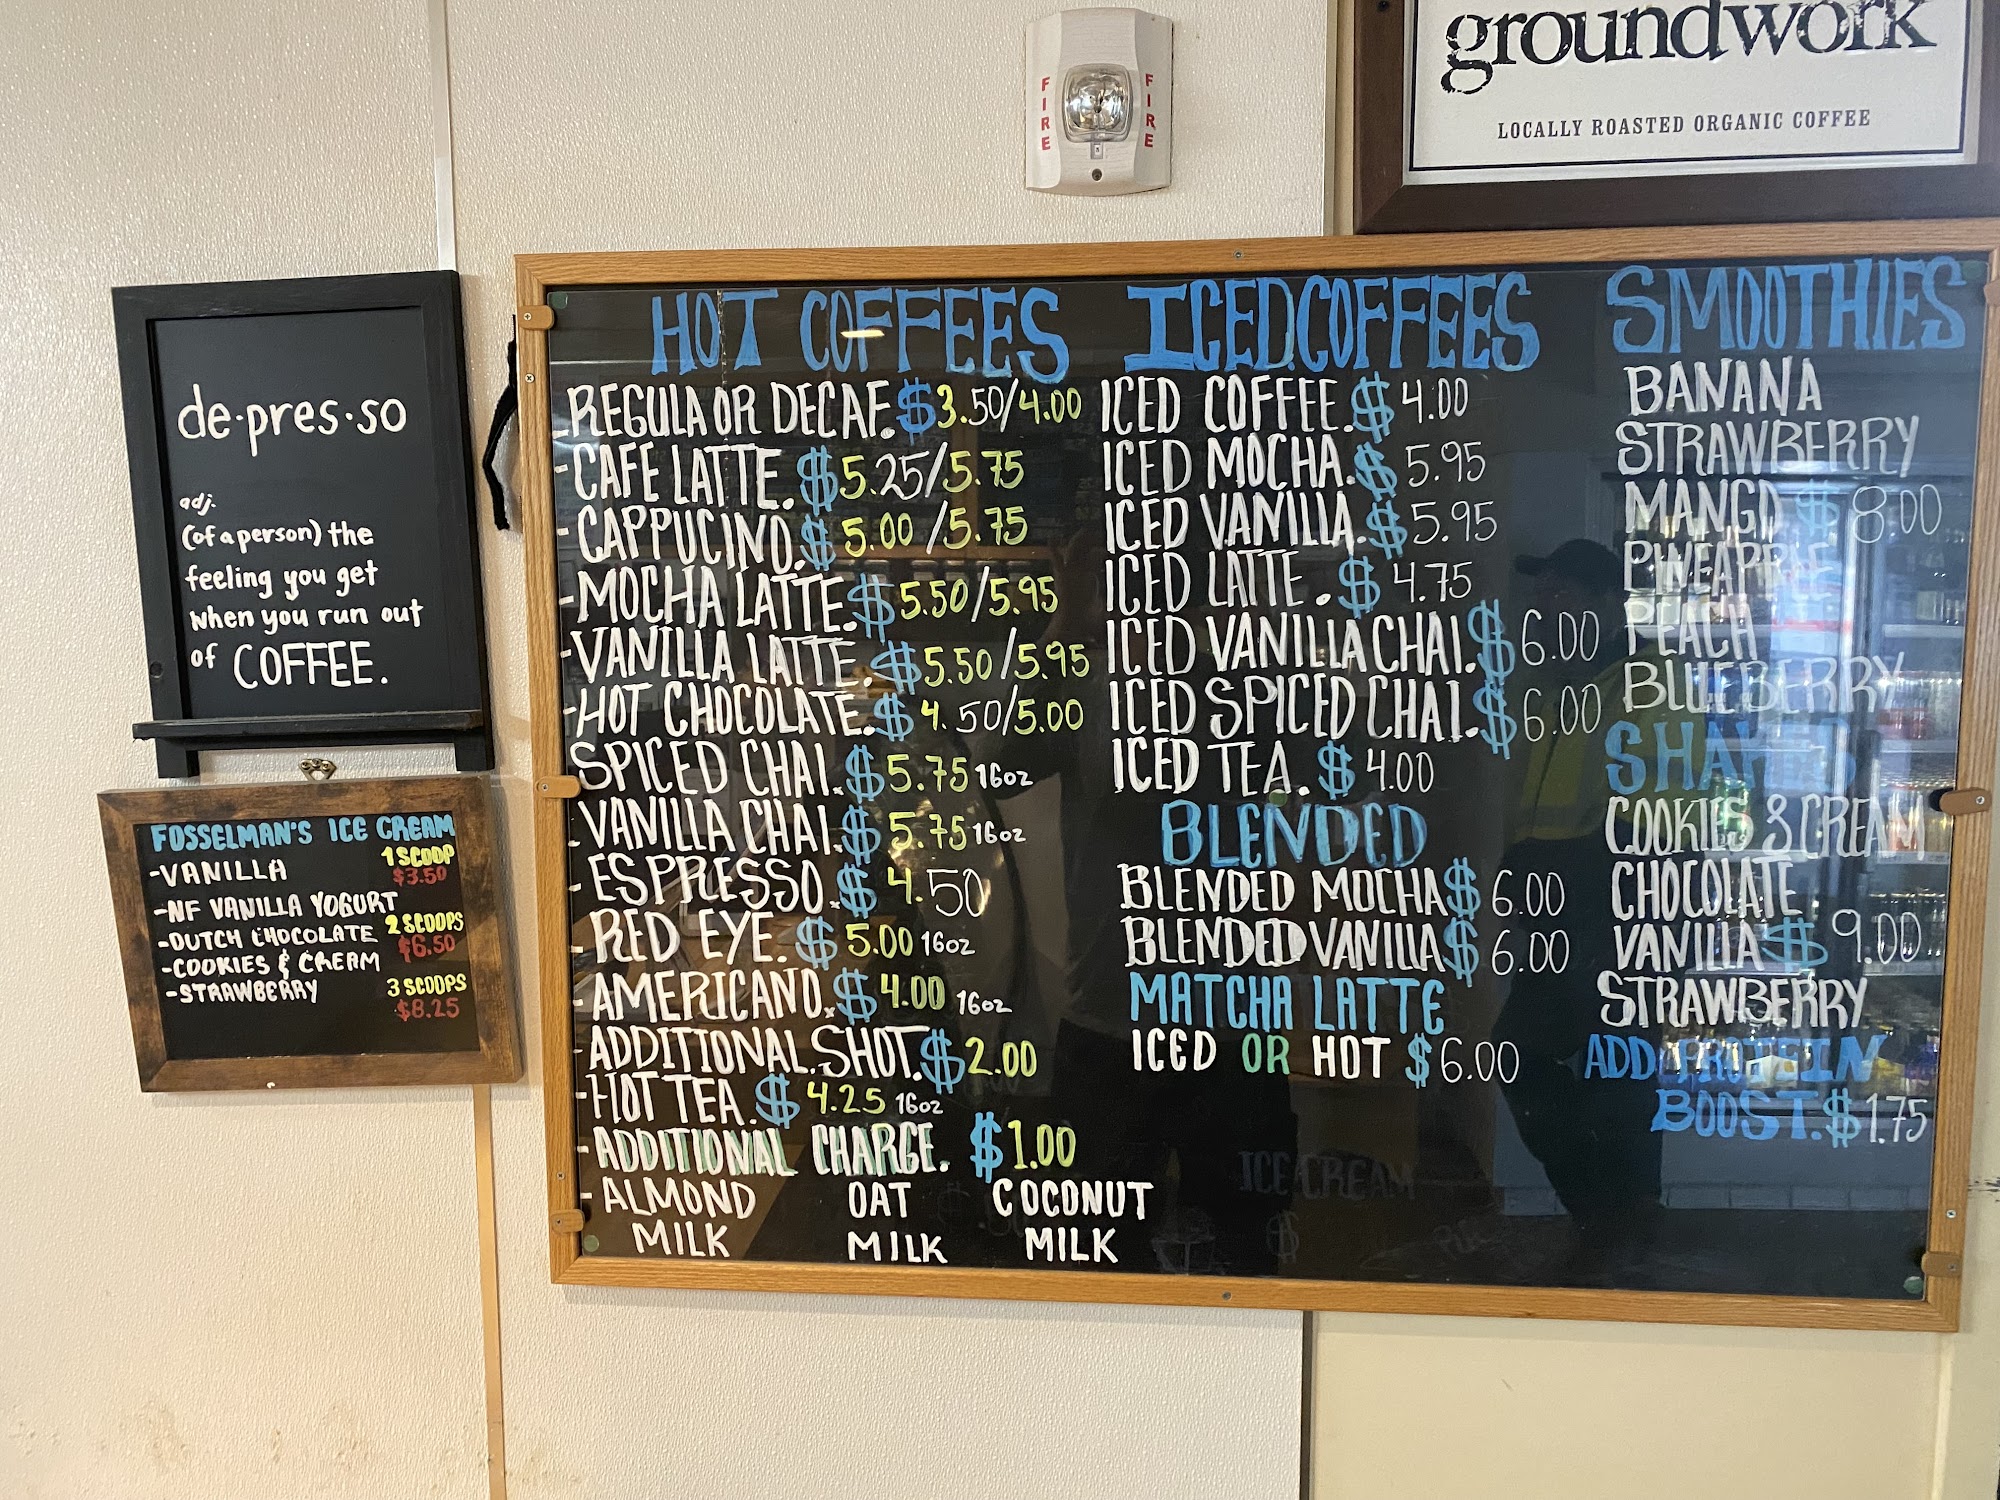 groundwork
LOCALLY ROASTED ORGANIC COFFEE
FIRE
FIRE
de·pres·so
adj.
(of a person) the
feeling you get
when you run out
of COFFEE.
FOSSELMAN'S ICE CREAM
-VANILLA 1 SCOOP
$3.50
-NF VANILLA YOGURT
2 SCOOPS
-DUTCH CHOCOLATE $6.50
-COOKIES & CREAM
-STRAWBERRY 3 SCOOPS
$8.25
HOT COFFEES
-REGULA OR DECAF. $3.50/4.00
-CAFE LATTE. $5.25/5.75
-CAPPUCINO. $5.00/5.75
-MOCHA LATTE. $5.50/5.95
-VANILLA LATTE. $5.50/5.95
-HOT CHOCOLATE. $4.50/5.00
-SPICED CHAI. $5.75 16oz
-VANILLA CHAI. $5.75 16oz
-ESPRESSO. $4.50
-RED EYE. $5.00 16oz
-AMERICANO. $4.00 16oz
-ADDITIONAL.SHOT. $2.00
-HOT TEA. $4.25 16oz
-ADDITIONAL CHARGE. $1.00
-ALMOND OAT COCONUT
MILK MILK MILK
ICED COFFEES
ICED COFFEE. $4.00
ICED MOCHA. $5.95
ICED VANILLA. $5.95
ICED LATTE. $4.75
ICED VANILLA CHAI. $6.00
ICED SPICED CHAI. $6.00
ICED TEA. $4.00
BLENDED
BLENDED MOCHA $6.00
BLENDED VANILLA $6.00
MATCHA LATTE
ICED OR HOT $6.00
ICE CREAM
$
SMOOTHIES
BANANA
STRAWBERRY
MANGO $8.00
PINEAPPLE
PEACH
BLUEBERRY
SHAKES
COOKIES & CREAM
CHOCOLATE
VANILLA $9.00
STRAWBERRY
ADD PROTEIN
BOOST. $1.75